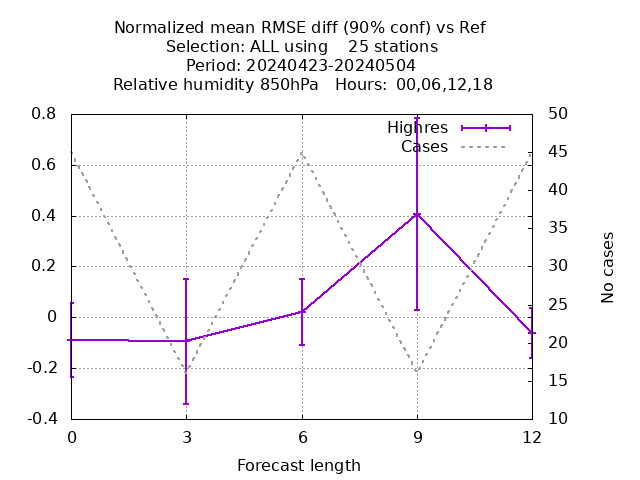 Normalized mean RMSE diff (90% conf) vs Ref
Selection: ALL using    25 stations
Period: 20240423-20240504
Relative humidity 850hPa   Hours:  00,06,12,18
Highres
Cases
0.8
0.6
0.4
0.2
0
-0.2
-0.4
50
45
40
35
30
25
20
15
10
No cases
0
3
6
9
12
Forecast length